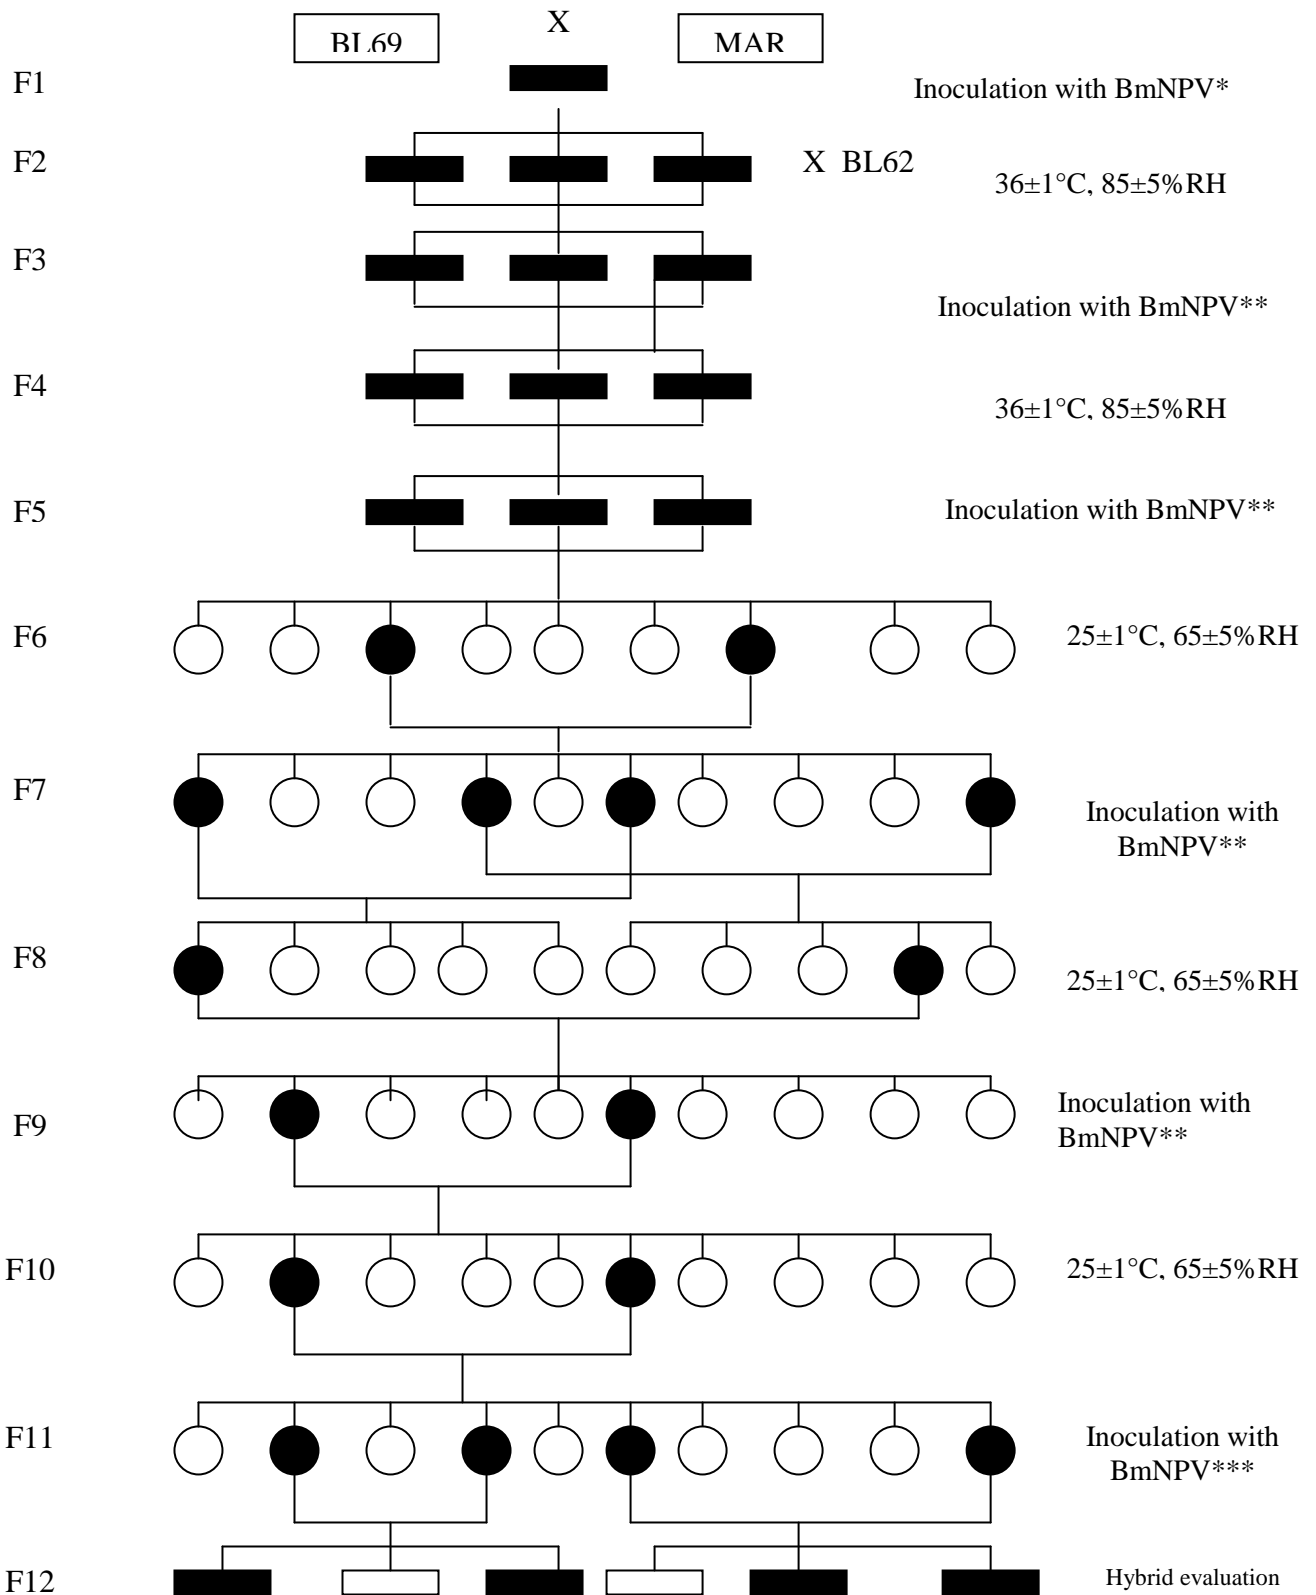 X
BL69 MAR
F1 Inoculation with BmNPV*
F2 X BL62
36±1°C, 85±5%RH
F3
Inoculation with BmNPV**
F4
36±1°C, 85±5%RH
F5 Inoculation with BmNPV**
F6 25±1°C, 65±5%RH
F7
Inoculation with
BmNPV**
F8
25±1°C, 65±5%RH
F9
Inoculation with
BmNPV**
F10 25±1°C, 65±5%RH
F11 Inoculation with
BmNPV***
F12 Hybrid evaluation